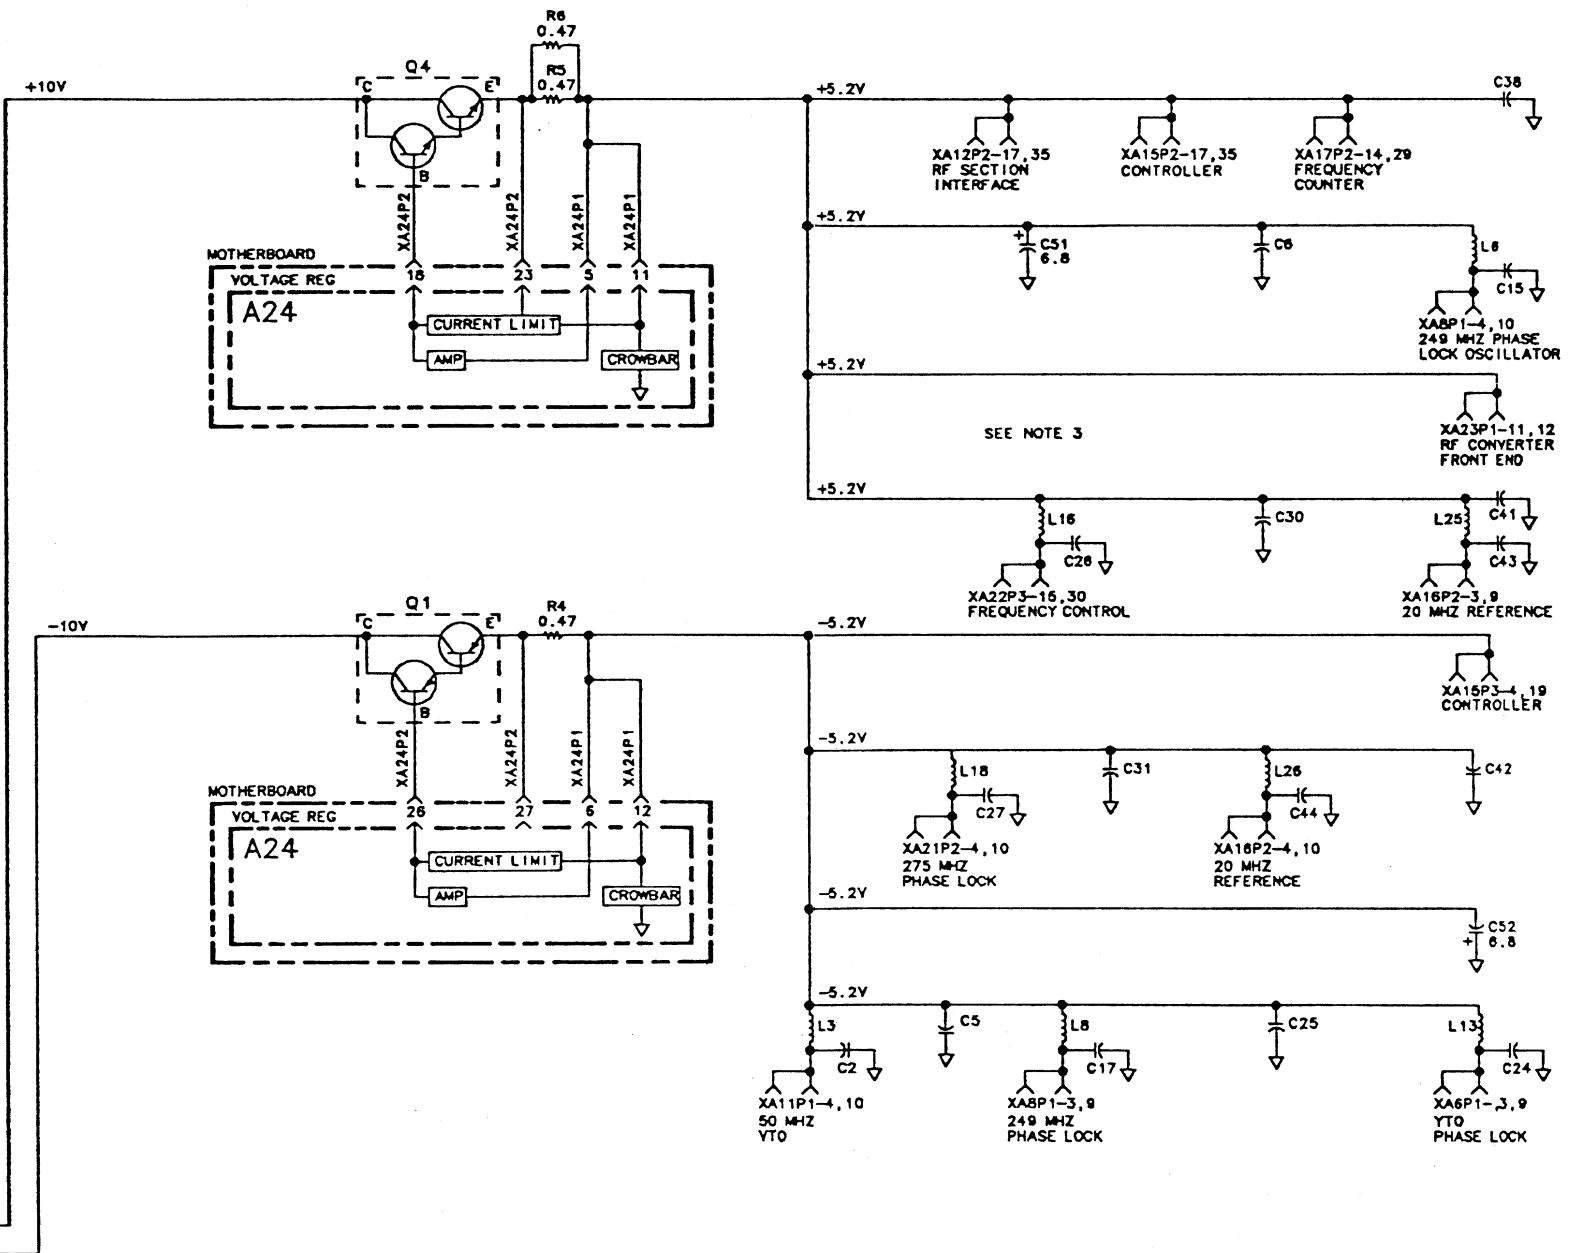 R6
0.47
R5
0.47
+10V
Q4
C
E
B
+5.2V
C38
XA12P2-17,35
RF SECTION
INTERFACE
XA15P2-17,35
CONTROLLER
XA17P2-14,29
FREQUENCY
COUNTER
XA24P2
XA24P2
XA24P1
XA24P1
+5.2V
C51
+
6.8
C6
L6
C15
XA8P1-4,10
249 MHZ PHASE
LOCK OSCILLATOR
MOTHERBOARD
18
23
5
11
VOLTAGE REG
A24
CURRENT LIMIT
AMP
CROWBAR
+5.2V
XA23P1-11,12
RF CONVERTER
FRONT END
SEE NOTE 3
+5.2V
L16
C26
C30
L25
C41
C43
XA22P3-15,30
FREQUENCY CONTROL
XA16P2-3,9
20 MHZ REFERENCE
-10V
Q1
C
E
B
R4
0.47
-5.2V
XA15P3-4,19
CONTROLLER
XA24P2
XA24P2
XA24P1
XA24P1
-5.2V
L18
C27
C31
L26
C44
C42
XA21P2-4,10
275 MHZ
PHASE LOCK
XA16P2-4,10
20 MHZ
REFERENCE
MOTHERBOARD
26
27
6
12
VOLTAGE REG
A24
CURRENT LIMIT
AMP
CROWBAR
-5.2V
C52
+
6.8
-5.2V
L3
C2
C5
L8
C17
C25
L13
C24
XA11P1-4,10
50 MHZ
YTO
XA8P1-3,9
249 MHZ
PHASE LOCK
XA6P1-,3,9
YTO
PHASE LOCK